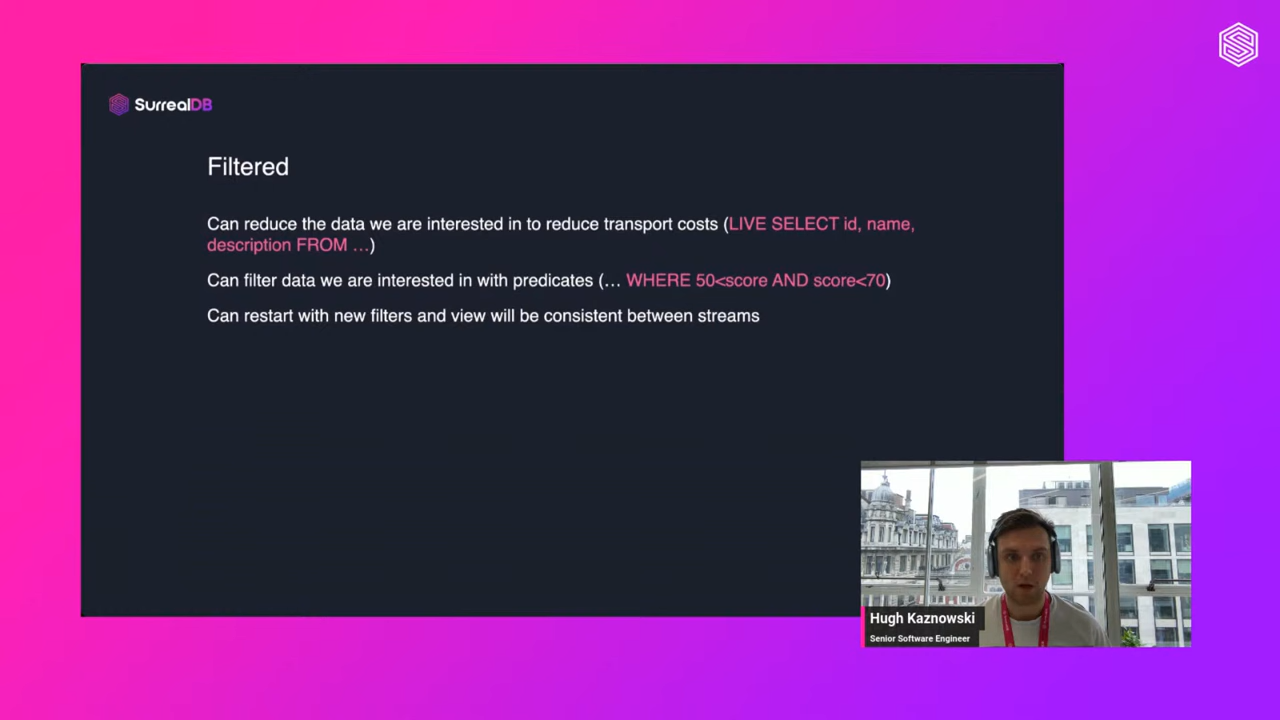 SurrealDB
Filtered
Can reduce the data we are interested in to reduce transport costs (LIVE SELECT id, name,
description FROM …)
Can filter data we are interested in with predicates (… WHERE 50<score AND score<70)
Can restart with new filters and view will be consistent between streams
Hugh Kaznowski
Senior Software Engineer